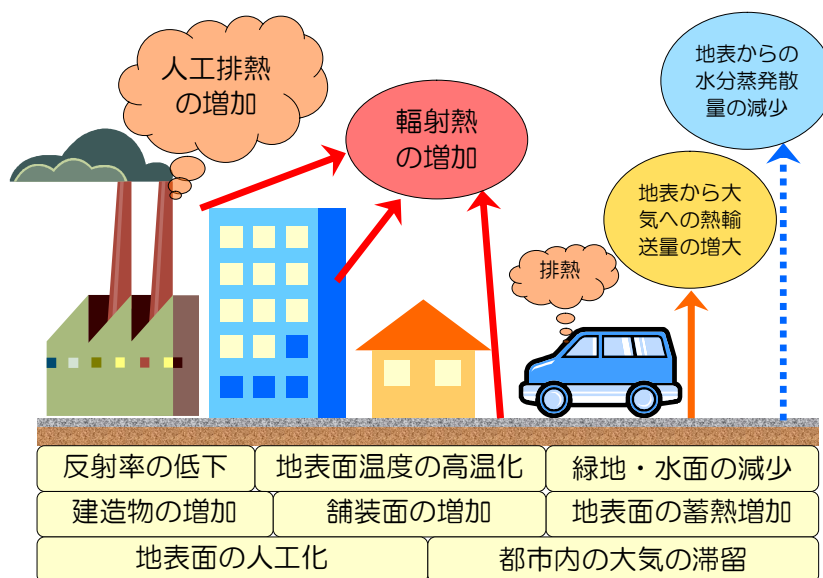 人工排熱
の増加
輻射熱
の増加
地表からの
水分蒸発散
量の減少
地表から大
気への熱輸
送量の増大
排熱
反射率の低下
地表面温度の高温化
緑地・水面の減少
建造物の増加
舗装面の増加
地表面の蓄熱増加
地表面の人工化
都市内の大気の滞留